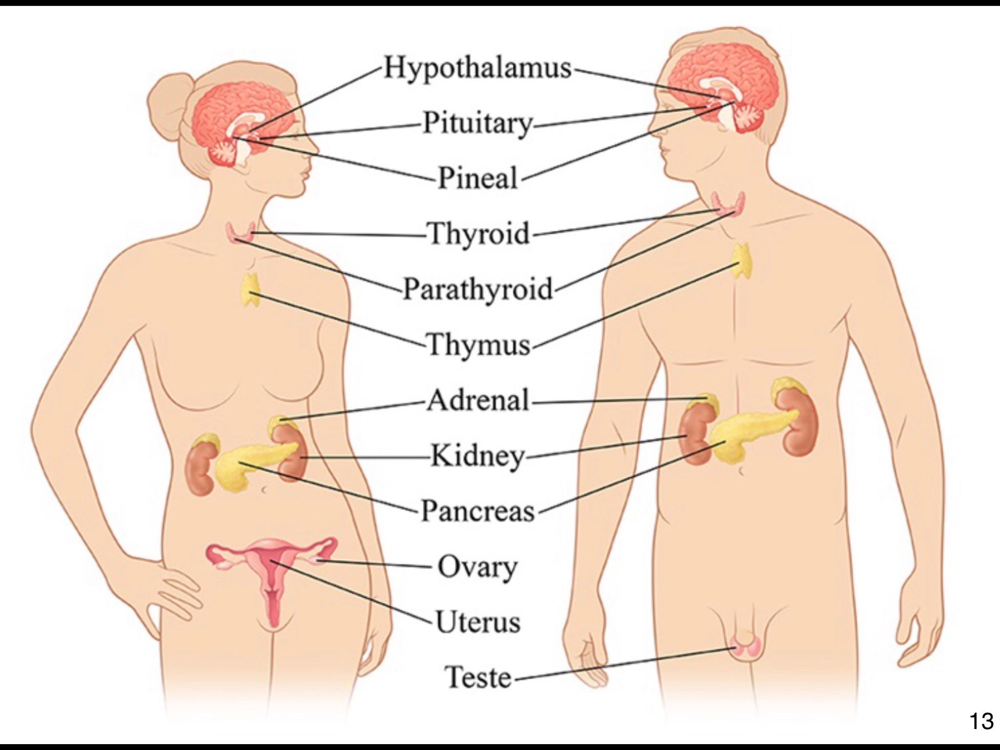 Hypothalamus
Pituitary
Pineal
Thyroid
Parathyroid
Thymus
Adrenal
Kidney
Pancreas
Ovary
Uterus
Teste
13